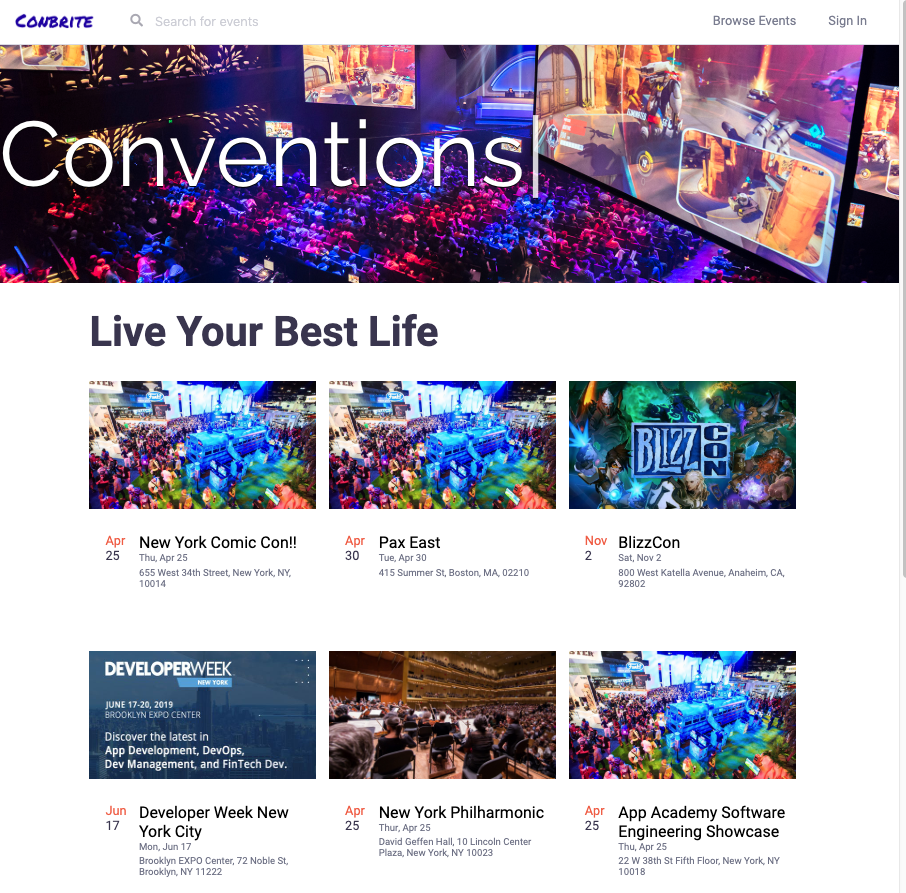 Conbrite
Search for events
Browse Events
Sign In
Conventions
Live Your Best Life
Apr
25
New York Comic Con!!
Thu, Apr 25
655 West 34th Street, New York, NY,
10014
Apr
30
Pax East
Tue, Apr 30
415 Summer St, Boston, MA, 02210
BLIZZ
CON
Nov
2
BlizzCon
Sat, Nov 2
800 West Katella Avenue, Anaheim, CA,
92802
DEVELOPERWEEK
NEW YORK
JUNE 17-20, 2019
BROOKLYN EXPO CENTER
Discover the latest in
App Development, DevOps,
Dev Management, and FinTech Dev.
Jun
17
Developer Week New
York City
Mon, Jun 17
Brooklyn EXPO Center, 72 Noble St,
Brooklyn, NY 11222
Apr
25
New York Philharmonic
Thur, Apr 25
David Geffen Hall, 10 Lincoln Center
Plaza, New York, NY 10023
Apr
25
App Academy Software
Engineering Showcase
Thu, Apr 25
22 W 38th St Fifth Floor, New York, NY
10018